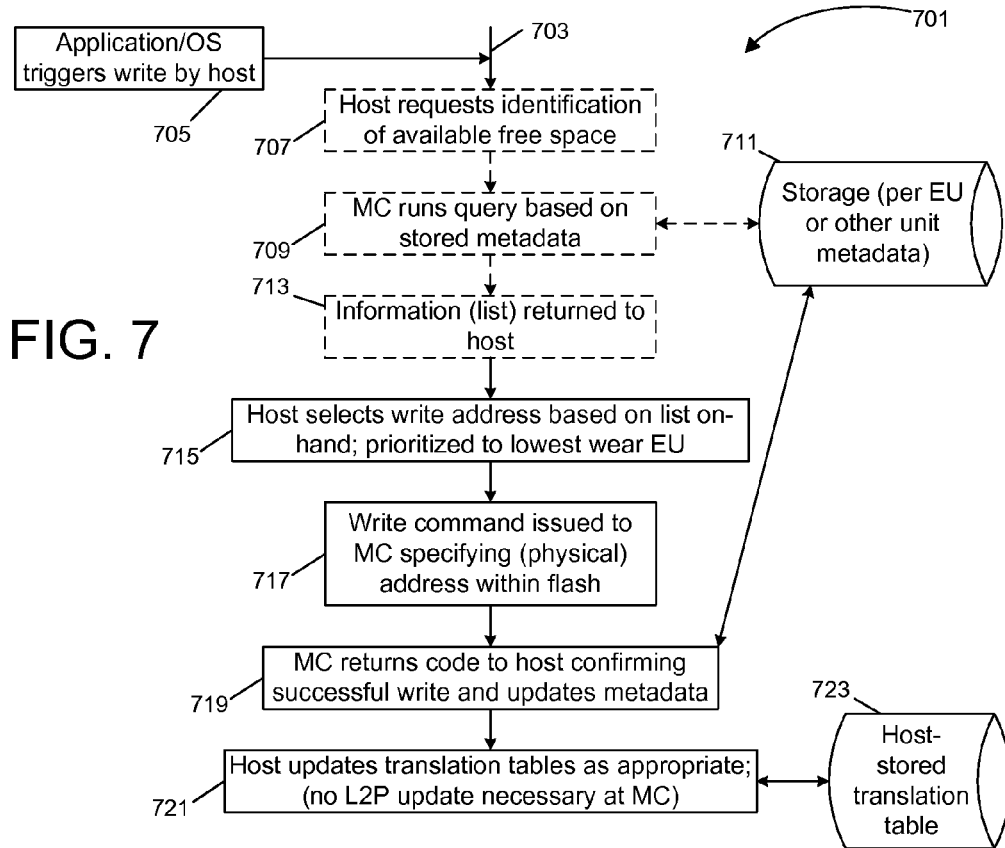 701
703
Application/OS
triggers write by host
705
Host requests identification
of available free space
707
711
Storage (per EU
or other unit
metadata)
MC runs query based on
stored metadata
709
713
Information (list) returned to
host
FIG. 7
Host selects write address based on list on-
hand; prioritized to lowest wear EU
715
Write command issued to
MC specifying (physical)
address within flash
717
MC returns code to host confirming
successful write and updates metadata
719
723
Host-
stored
translation
table
Host updates translation tables as appropriate;
(no L2P update necessary at MC)
721